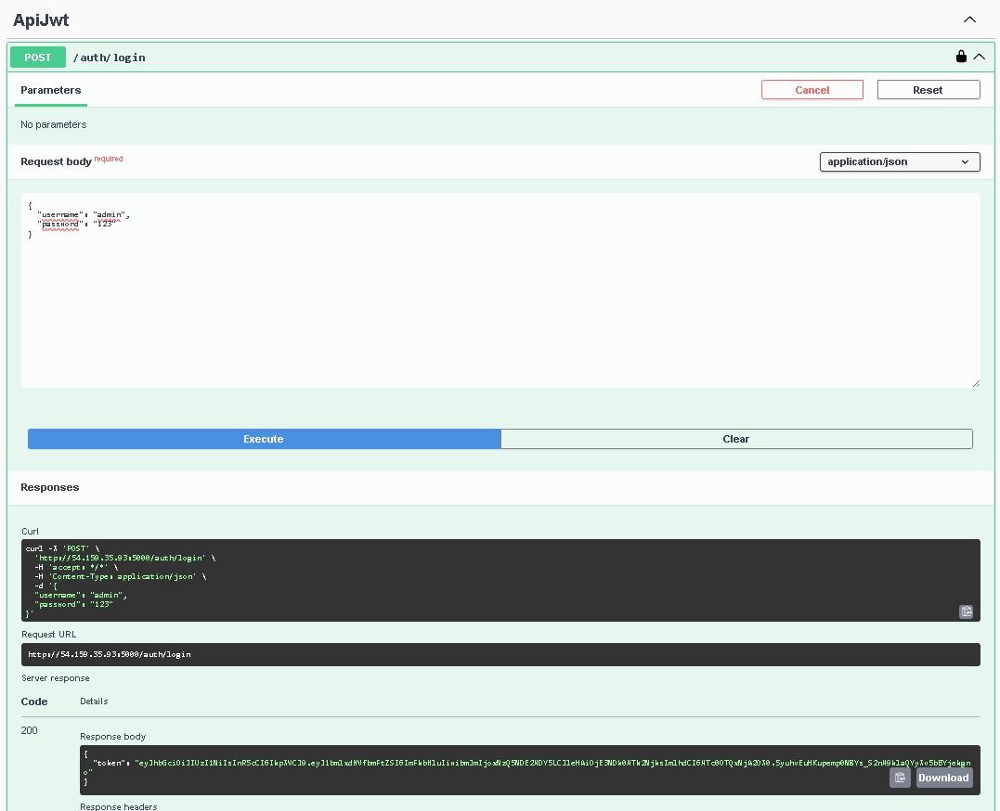 ApiJwt
POST /auth/login
Parameters
Cancel
Reset
No parameters
Request body required
application/json
{
  "username": "admin",
  "password": "123"
}
Execute
Clear
Responses
Curl
curl -X 'POST' \
  'http://54.159.35.93:5000/auth/login' \
  -H 'accept: */*' \
  -H 'Content-Type: application/json' \
  -d '{
  "username": "admin",
  "password": "123"
}'
Request URL
http://54.159.35.93:5000/auth/login
Server response
Code Details
200
Response body
{
  "token":
}
Download
Response headers